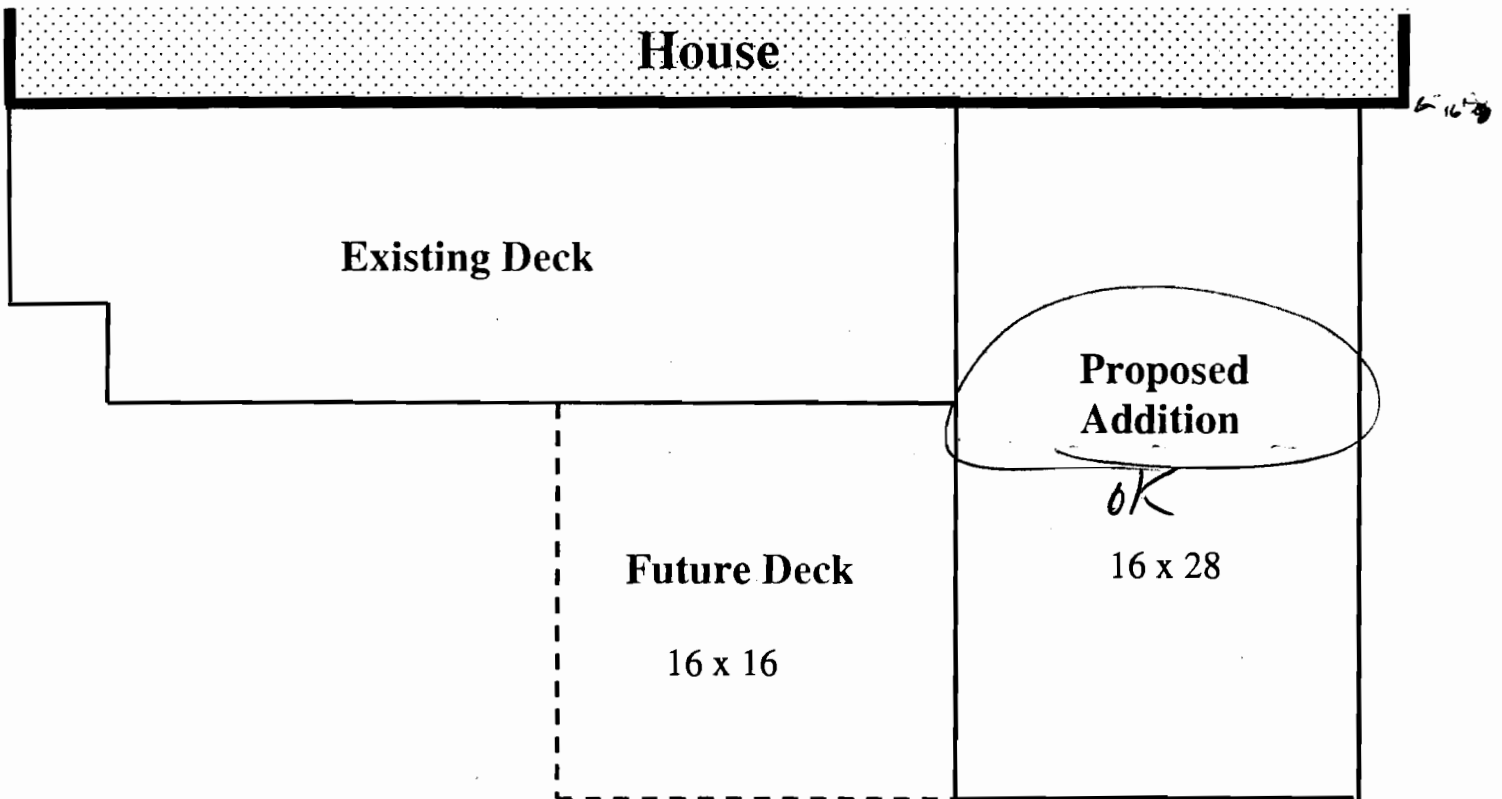 House
Existing Deck
Proposed
Addition
OK
16 x 28
Future Deck
16 x 16